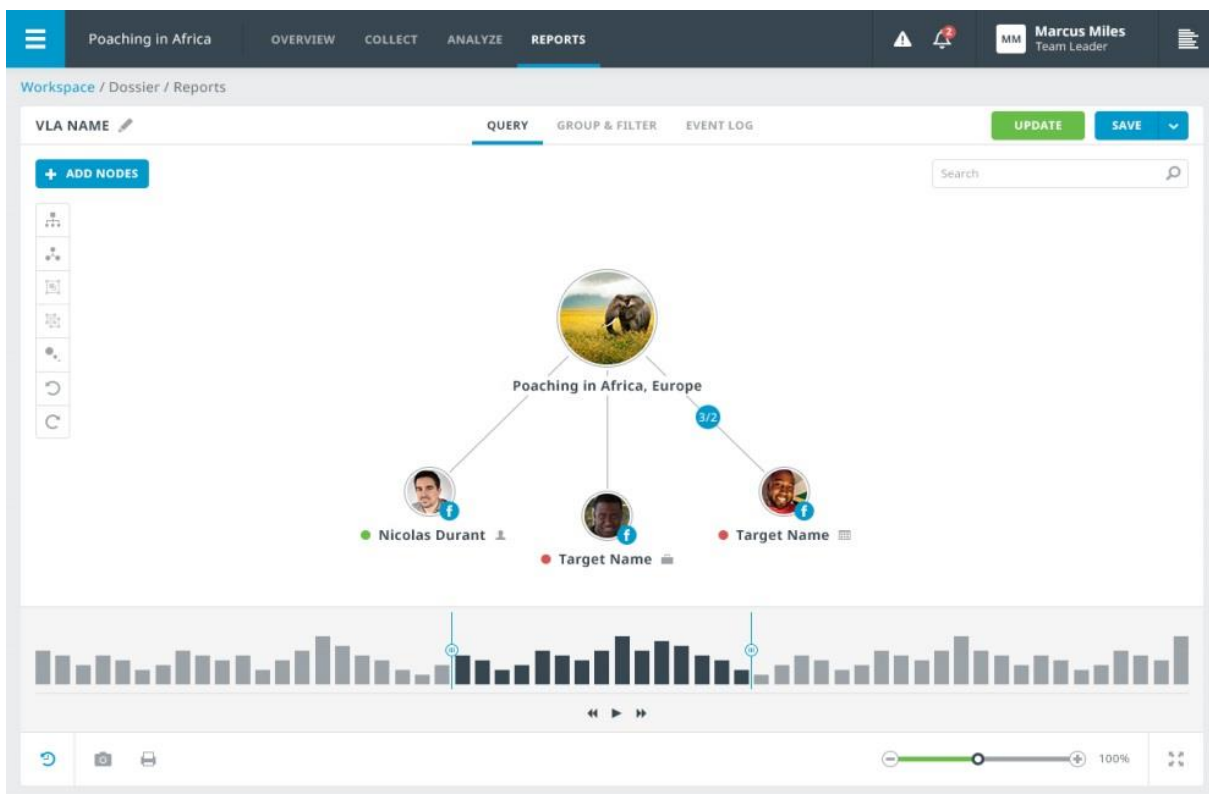 Poaching in Africa
OVERVIEW
COLLECT
ANALYZE
REPORTS
2
MM
Marcus Miles
Team Leader
Workspace / Dossier / Reports
VLA NAME
QUERY
GROUP & FILTER
EVENT LOG
UPDATE
SAVE
+ ADD NODES
Search
Poaching in Africa, Europe
3/2
f
Nicolas Durant
f
Target Name
f
Target Name
100%